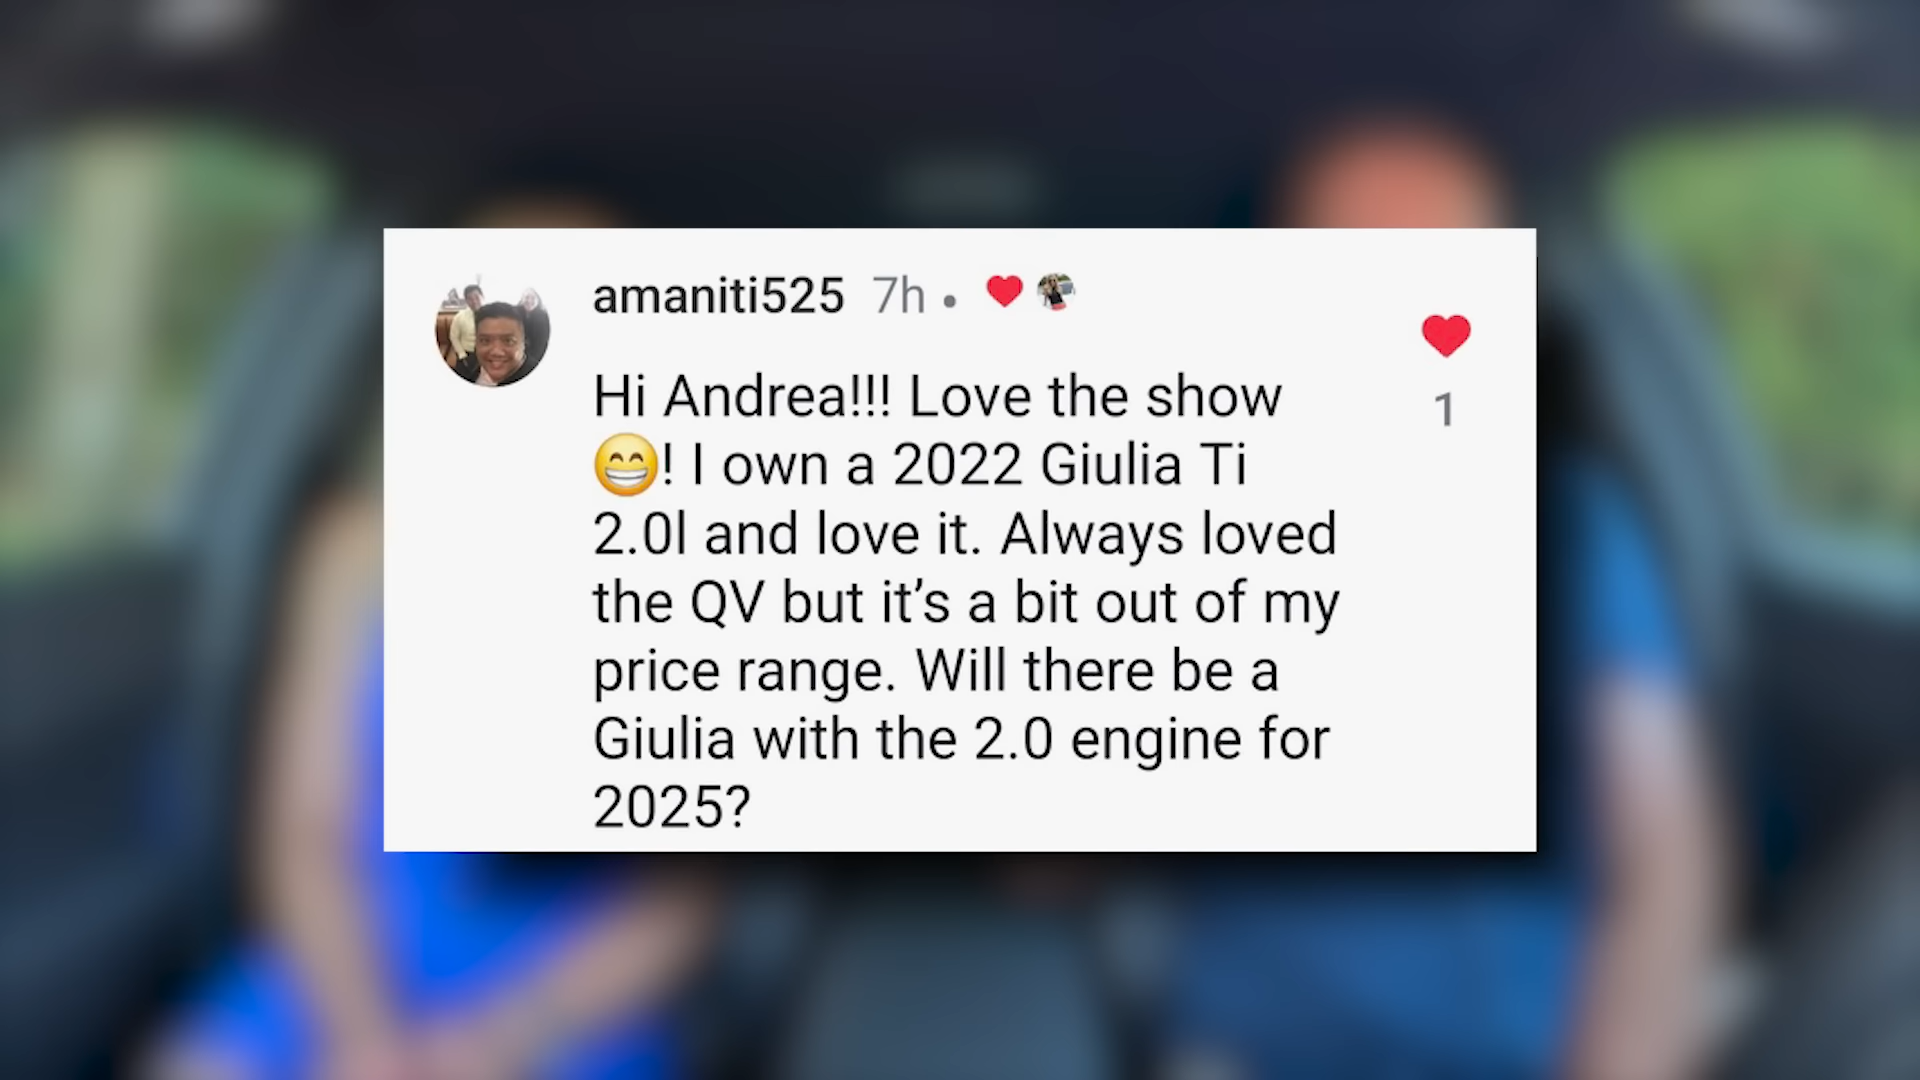 amaniti525 7h •
Hi Andrea!!! Love the show
😁! I own a 2022 Giulia Ti
2.0l and love it. Always loved
the QV but it’s a bit out of my
price range. Will there be a
Giulia with the 2.0 engine for
2025?
1